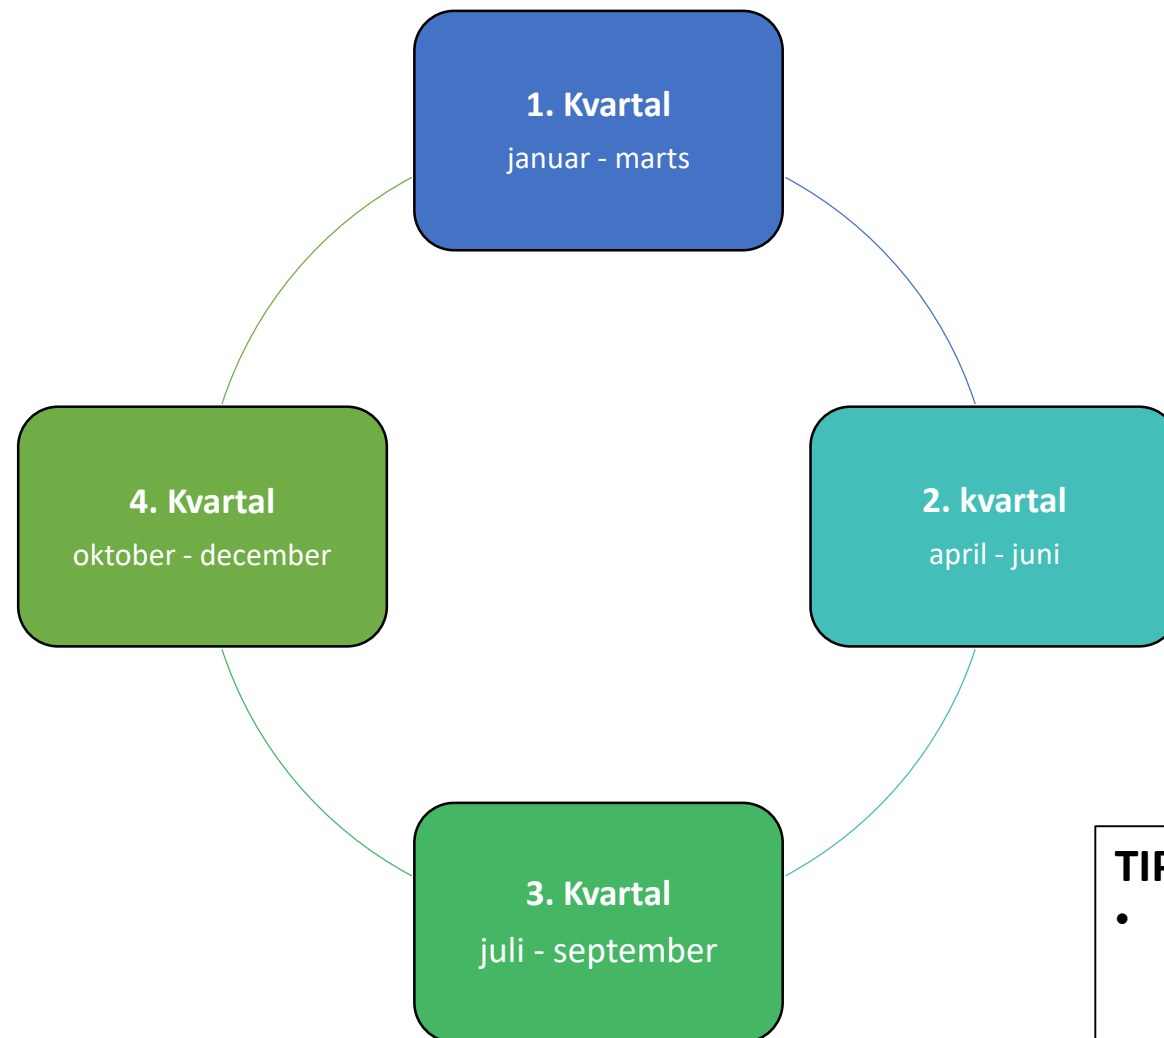 1. Kvartal
januar - marts
2. kvartal
april - juni
3. Kvartal
juli - september
4. Kvartal
oktober - december